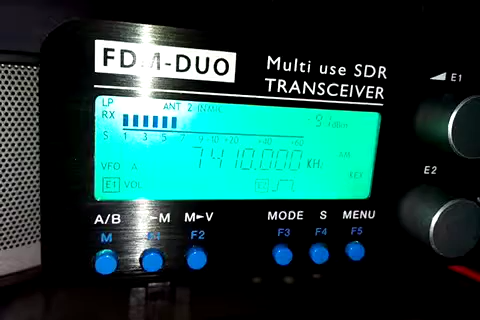 FDM-DUO
Multi use SDR
TRANSCEIVER
E1
LP
ANT 2
RX
S 1 3 5 7 9 +10 +20 +40 +60
7410.000 KHz
AM
VFO A
E1 VOL
E2
A/B M►V MODE S MENU
M F2 F3 F4 F5